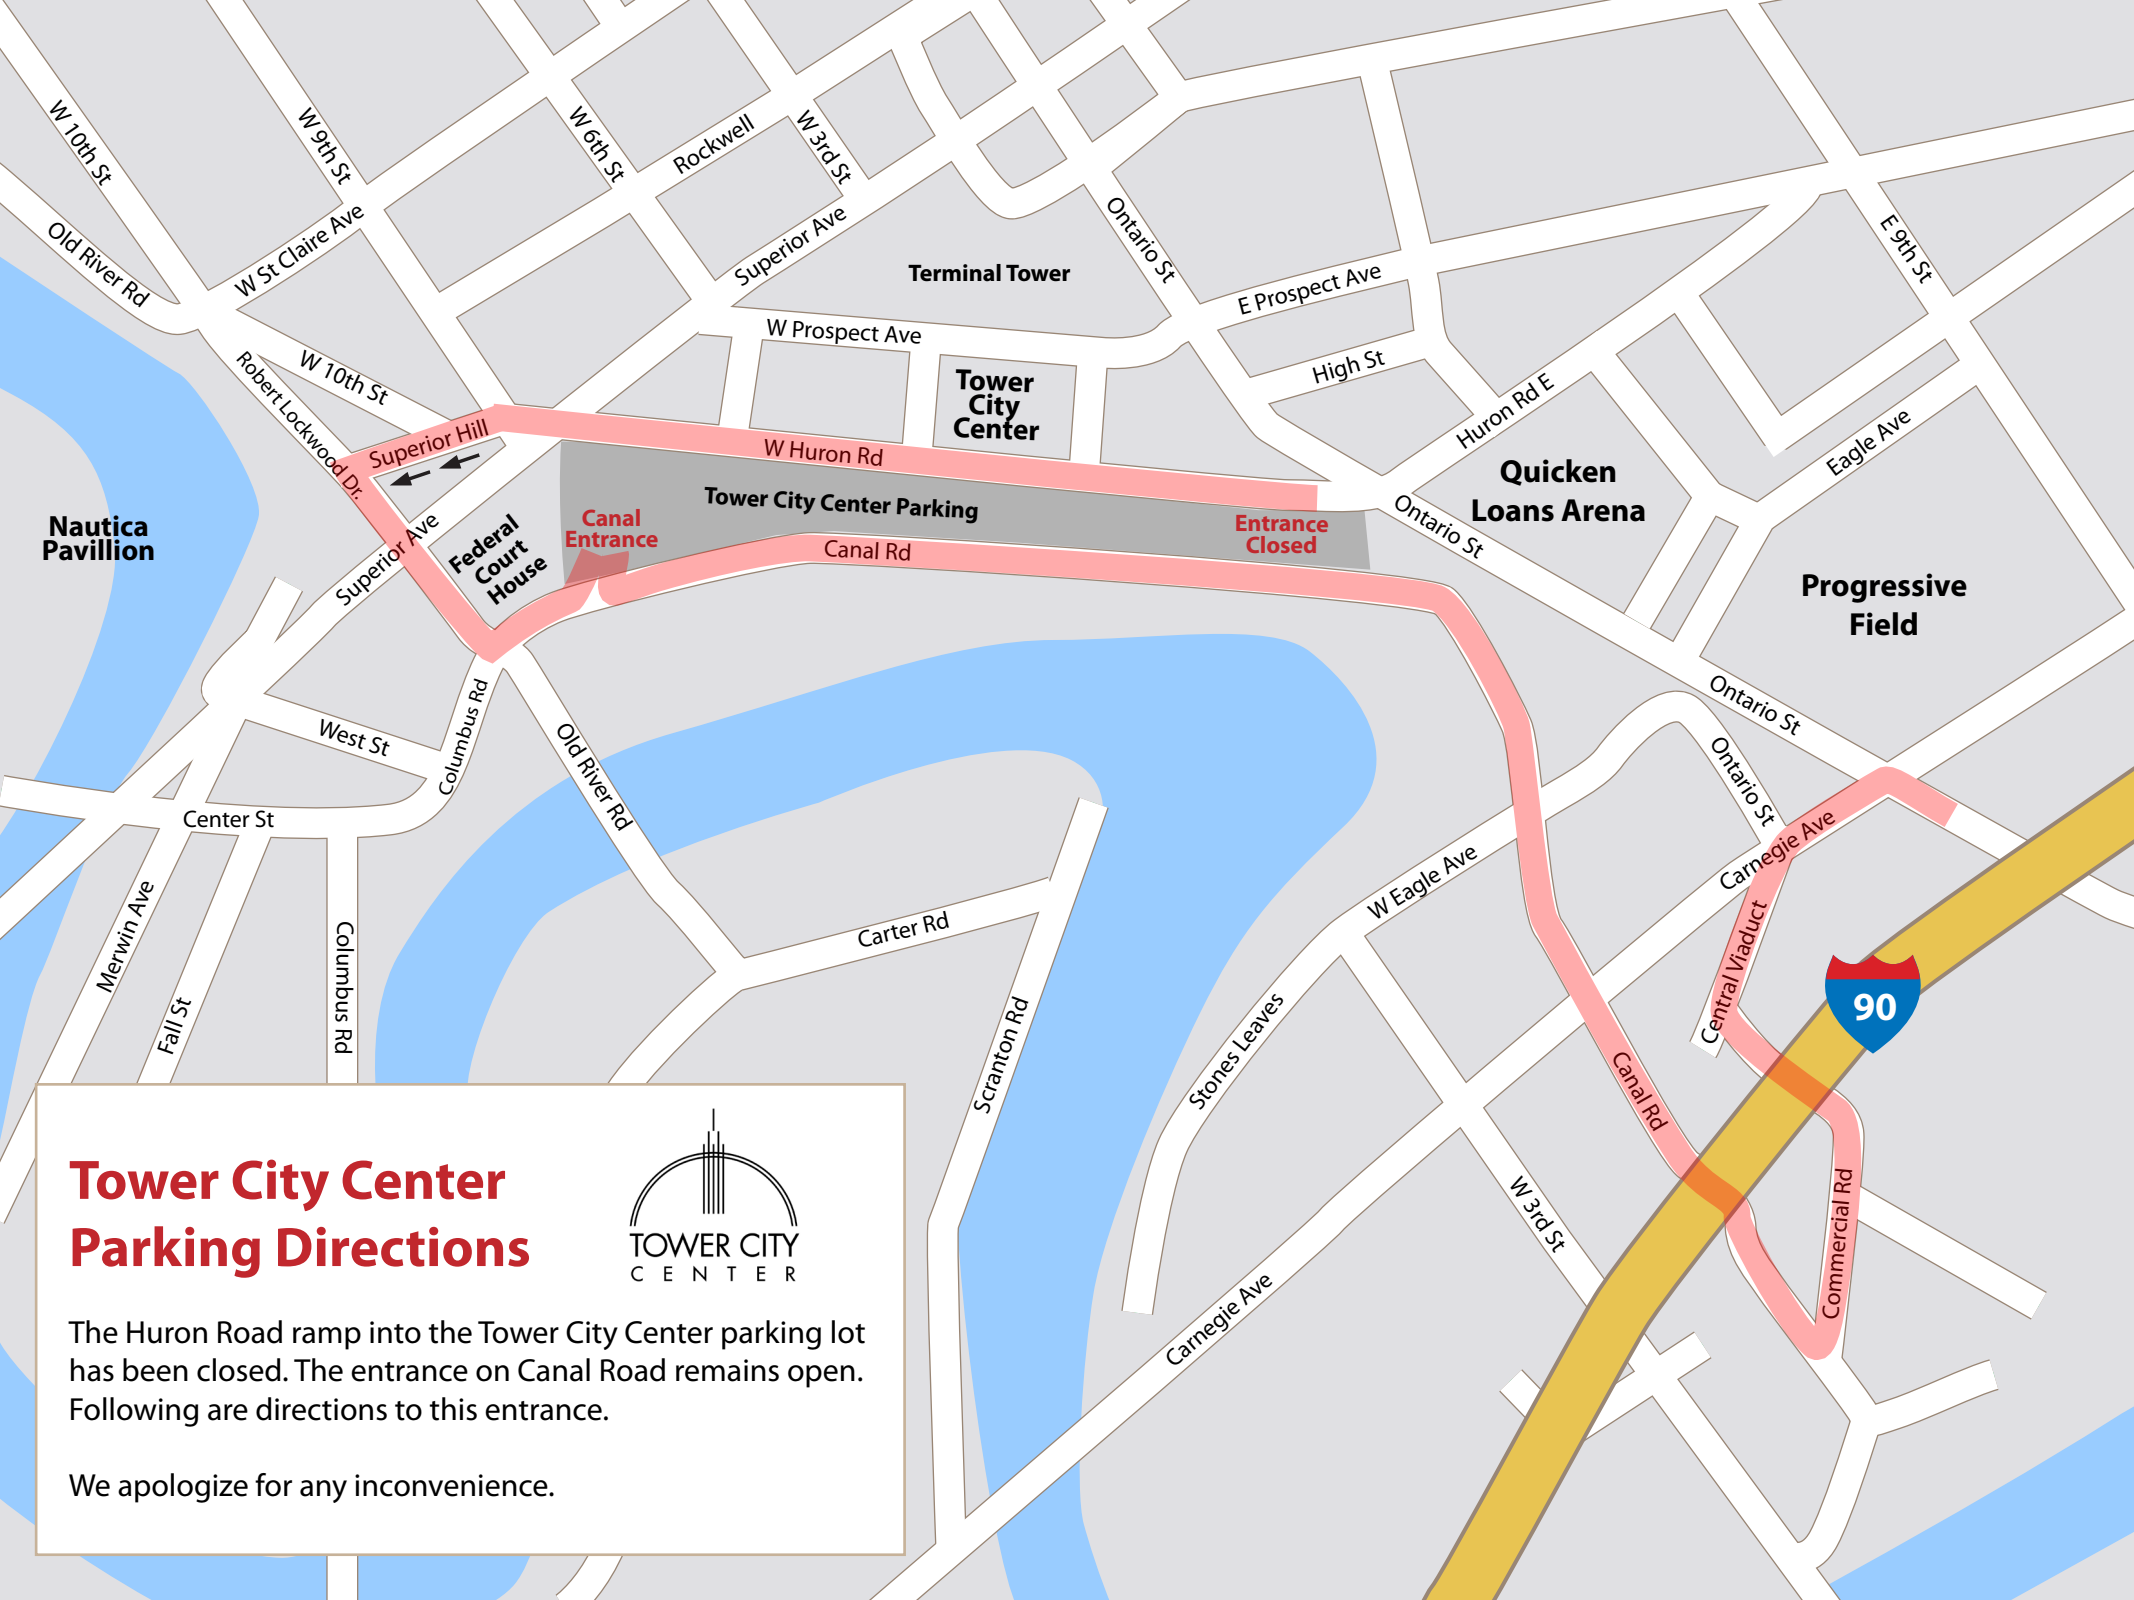 W 10th St
W 9th St
W 6th St
Rockwell
W 3rd St
Old River Rd
W St Claire Ave
Superior Ave
Ontario St
E 9th St
Terminal Tower
E Prospect Ave
W Prospect Ave
W 10th St
Robert Lockwood Dr.
High St
Tower
City
Center
Huron Rd E
Eagle Ave
Superior Hill
W Huron Rd
Quicken
Loans Arena
Tower City Center Parking
Ontario St
Nautica
Pavillion
Superior Ave
Federal
Court
House
Canal
Entrance
Canal Rd
Entrance
Closed
Progressive
Field
Ontario St
Columbus Rd
West St
Old River Rd
Ontario St
Center St
Carnegie Ave
W Eagle Ave
Merwin Ave
Fall St
Columbus Rd
Carter Rd
Scranton Rd
Stones Leaves
Central Viaduct
90
Canal Rd
W 3rd St
Commercial Rd
Carnegie Ave
Tower City Center
Parking Directions
TOWER CITY
CENTER
The Huron Road ramp into the Tower City Center parking lot
has been closed. The entrance on Canal Road remains open.
Following are directions to this entrance.
We apologize for any inconvenience.